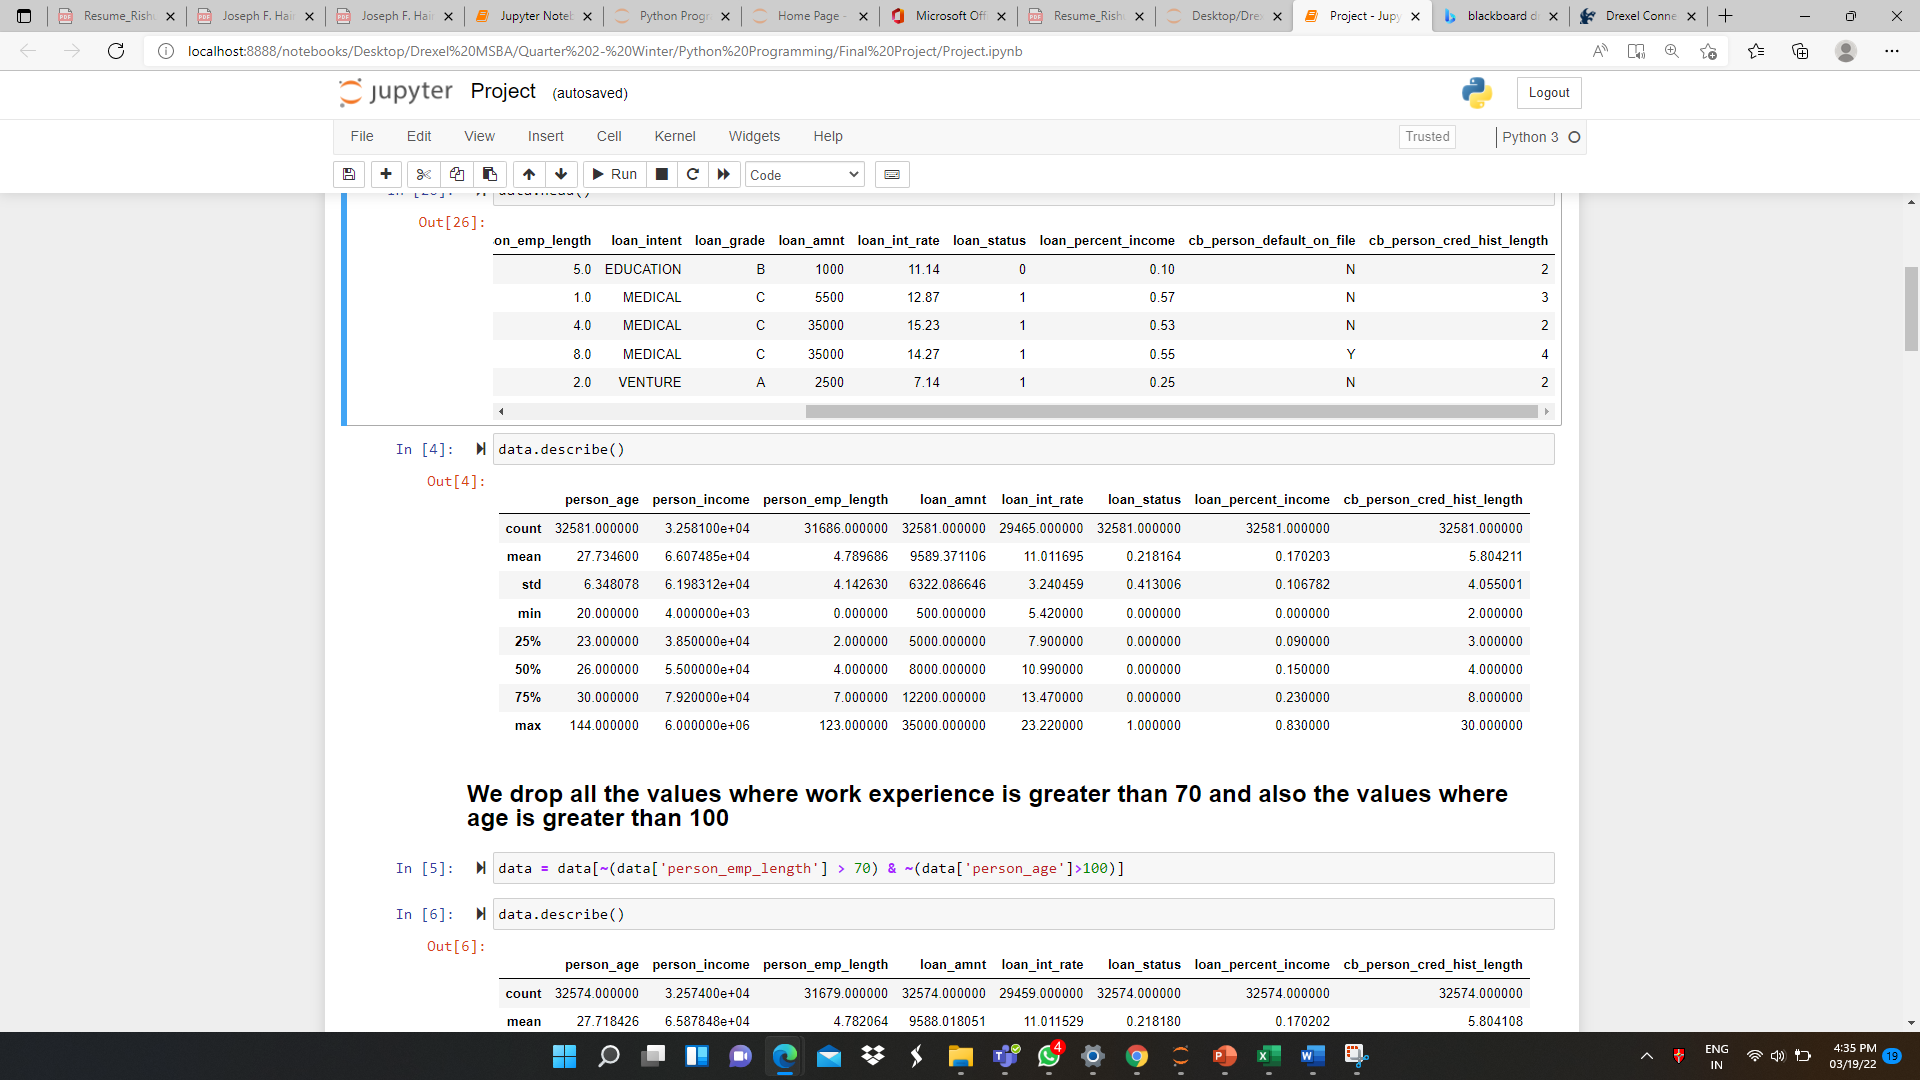 Resume_Rish
Joseph F. Hair
Joseph F. Hair
Jupyter Noteb
Python Progr
Home Page -
Microsoft Off
Resume_Rish
Desktop/Drex
Project - Jupy
blackboard d
Drexel Conne
localhost:8888/notebooks/Desktop/Drexel%20MSBA/Quarter%202-%20Winter/Python%20Programming/Final%20Project/Project.ipynb
jupyter Project (autosaved)
Logout
File Edit View Insert Cell Kernel Widgets Help
Trusted
Python 3
Run
Code
Out[26]:
on_emp_length loan_intent loan_grade loan_amnt loan_int_rate loan_status loan_percent_income cb_person_default_on_file cb_person_cred_hist_length
5.0 EDUCATION B 1000 11.14 0 0.10 N 2
1.0 MEDICAL C 5500 12.87 1 0.57 N 3
4.0 MEDICAL C 35000 15.23 1 0.53 N 2
8.0 MEDICAL C 35000 14.27 1 0.55 Y 4
2.0 VENTURE A 2500 7.14 1 0.25 N 2
In [4]: data.describe()
Out[4]:
person_age person_income person_emp_length loan_amnt loan_int_rate loan_status loan_percent_income cb_person_cred_hist_length
count 32581.000000 3.258100e+04 31686.000000 32581.000000 29465.000000 32581.000000 32581.000000 32581.000000
mean 27.734600 6.607485e+04 4.789686 9589.371106 11.011695 0.218164 0.170203 5.804211
std 6.348078 6.198312e+04 4.142630 6322.086646 3.240459 0.413006 0.106782 4.055001
min 20.000000 4.000000e+03 0.000000 500.000000 5.420000 0.000000 0.000000 2.000000
25% 23.000000 3.850000e+04 2.000000 5000.000000 7.900000 0.000000 0.090000 3.000000
50% 26.000000 5.500000e+04 4.000000 8000.000000 10.990000 0.000000 0.150000 4.000000
75% 30.000000 7.920000e+04 7.000000 12200.000000 13.470000 0.000000 0.230000 8.000000
max 144.000000 6.000000e+06 123.000000 35000.000000 23.220000 1.000000 0.830000 30.000000
We drop all the values where work experience is greater than 70 and also the values where
age is greater than 100
In [5]: data = data[~(data['person_emp_length'] > 70) & ~(data['person_age']>100)]
In [6]: data.describe()
Out[6]:
person_age person_income person_emp_length loan_amnt loan_int_rate loan_status loan_percent_income cb_person_cred_hist_length
count 32574.000000 3.257400e+04 31679.000000 32574.000000 29459.000000 32574.000000 32574.000000 32574.000000
mean 27.718426 6.587848e+04 4.782064 9588.018051 11.011529 0.218180 0.170202 5.804108
4
ENG
IN
4:35 PM
03/19/22
19